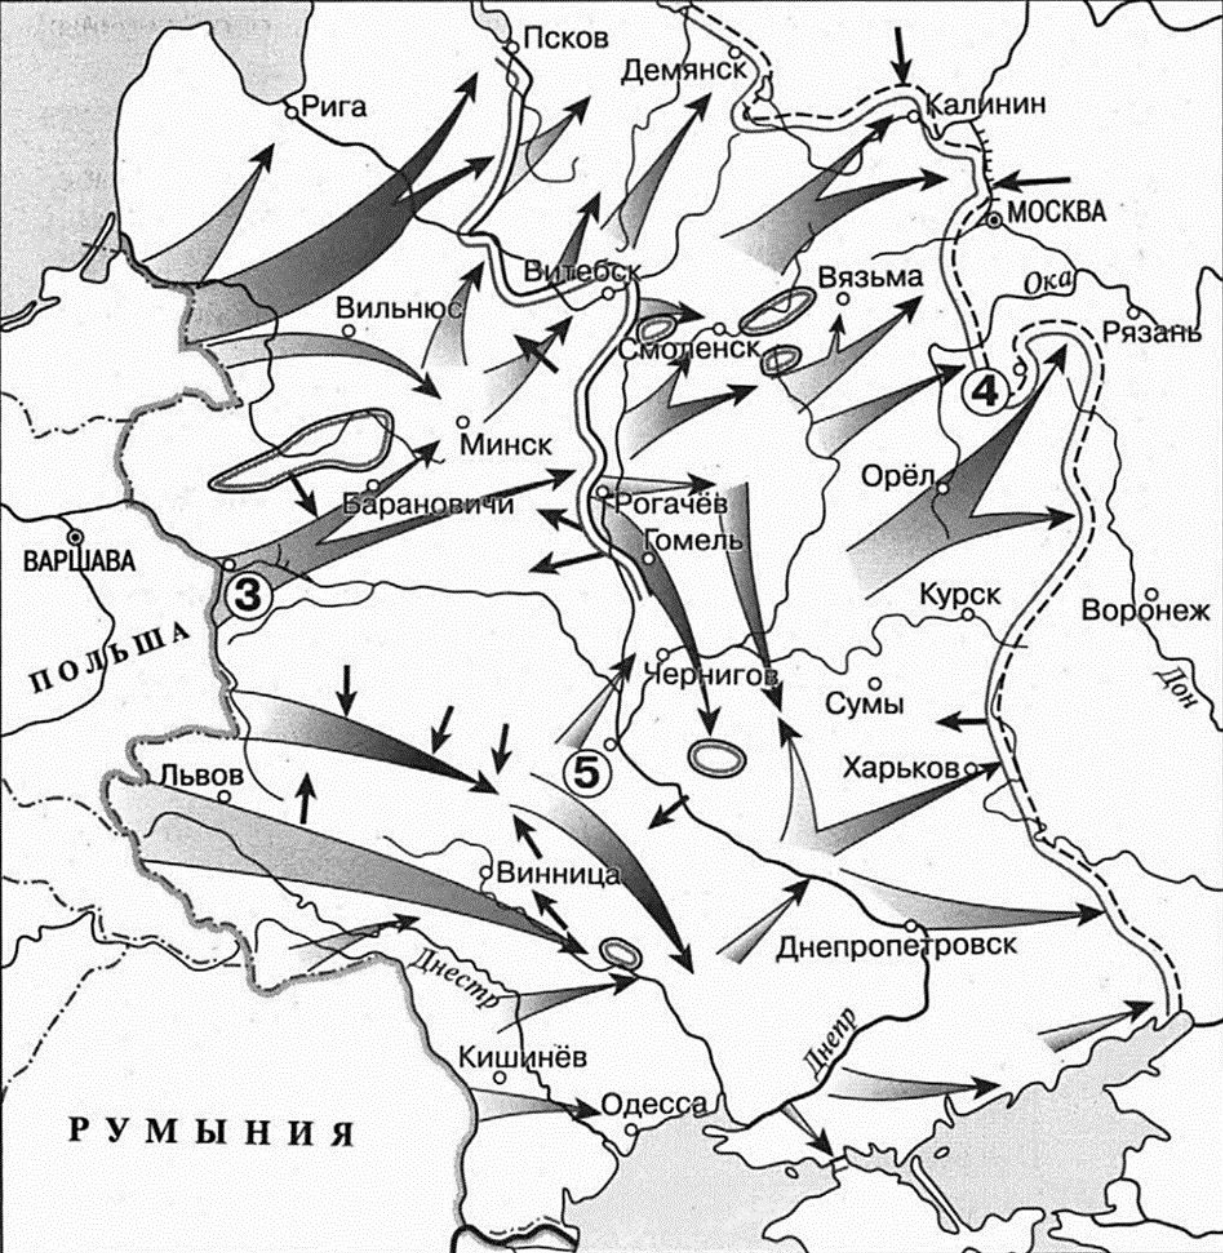 Псков
Демянск
Рига
Калинин
МОСКВА
Витебск
Вязьма
Ока
Вильнюс
Рязань
Смоленск
4
Минск
Орёл
Барановичи
Рогачёв
ВАРШАВА
Гомель
3
Курск
Воронеж
ПОЛЬША
Чернигов
Сумы
Дон
Львов
5
Харьков
Винница
Днепропетровск
Днестр
Днепр
Кишинёв
Одесса
РУМЫНИЯ